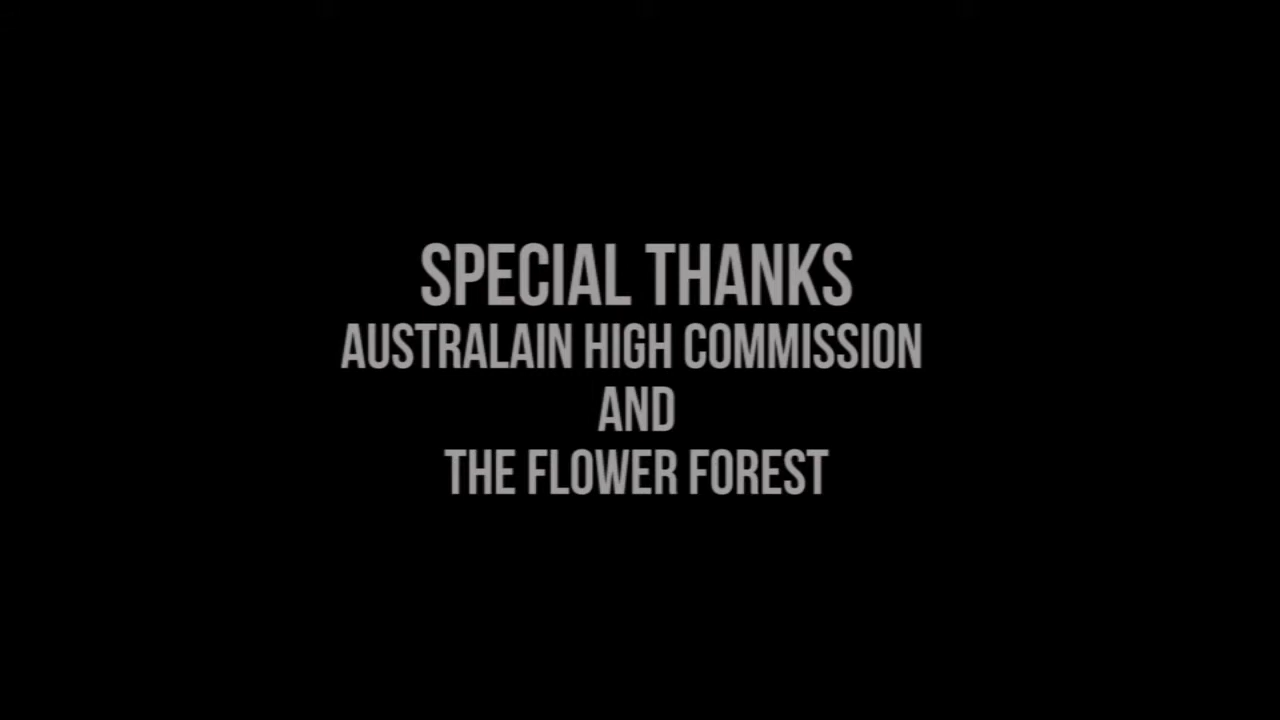 SPECIAL THANKS
AUSTRALAIN HIGH COMMISSION
AND
THE FLOWER FOREST